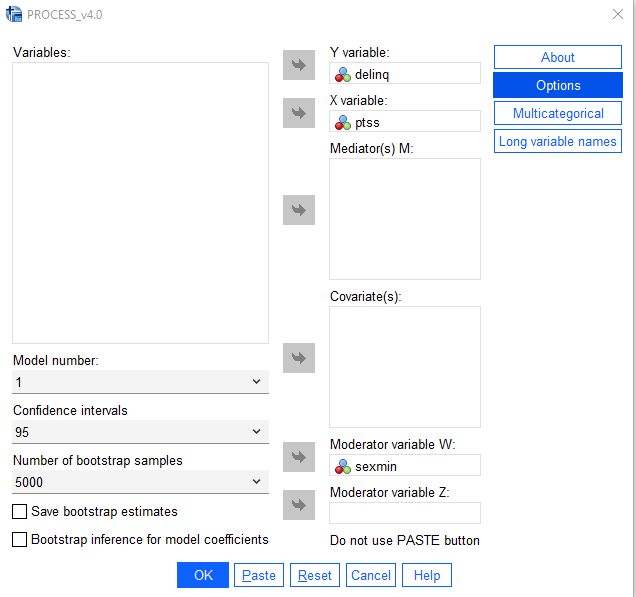 PROCESS_v4.0
Variables:
Y variable:
delinq
X variable:
ptss
Mediator(s) M:
Covariate(s):
Model number:
1
Confidence intervals
95
Number of bootstrap samples
5000
Save bootstrap estimates
Bootstrap inference for model coefficients
Moderator variable W:
sexmin
Moderator variable Z:
Do not use PASTE button
About
Options
Multicategorical
Long variable names
OK
Paste
Reset
Cancel
Help